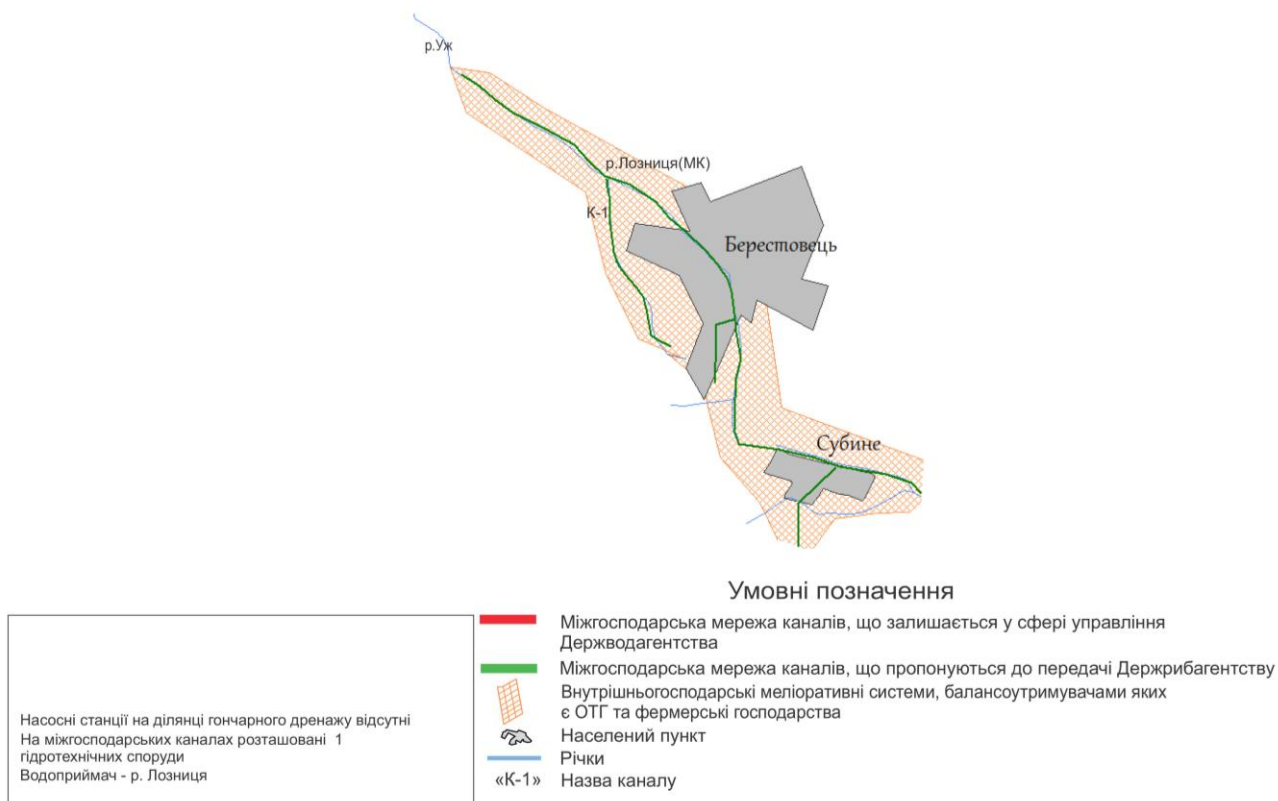 р.Уж
р.Лозниця(МК)
К-1
Берестовець
Субине
Умовні позначення
Міжгосподарська мережа каналів, що залишається у сфері управління
Держводагентства
Міжгосподарська мережа каналів, що пропонуються до передачі Держрибагентству
Внутрішньогосподарські меліоративні системи, балансоутримувачами яких
є ОТГ та фермерські господарства
Населений пункт
Річки
«К-1» Назва каналу
Насосні станції на ділянці гончарного дренажу відсутні
На міжгосподарських каналах розташовані 1
гідротехнічних споруди
Водоприймач - р. Лозниця